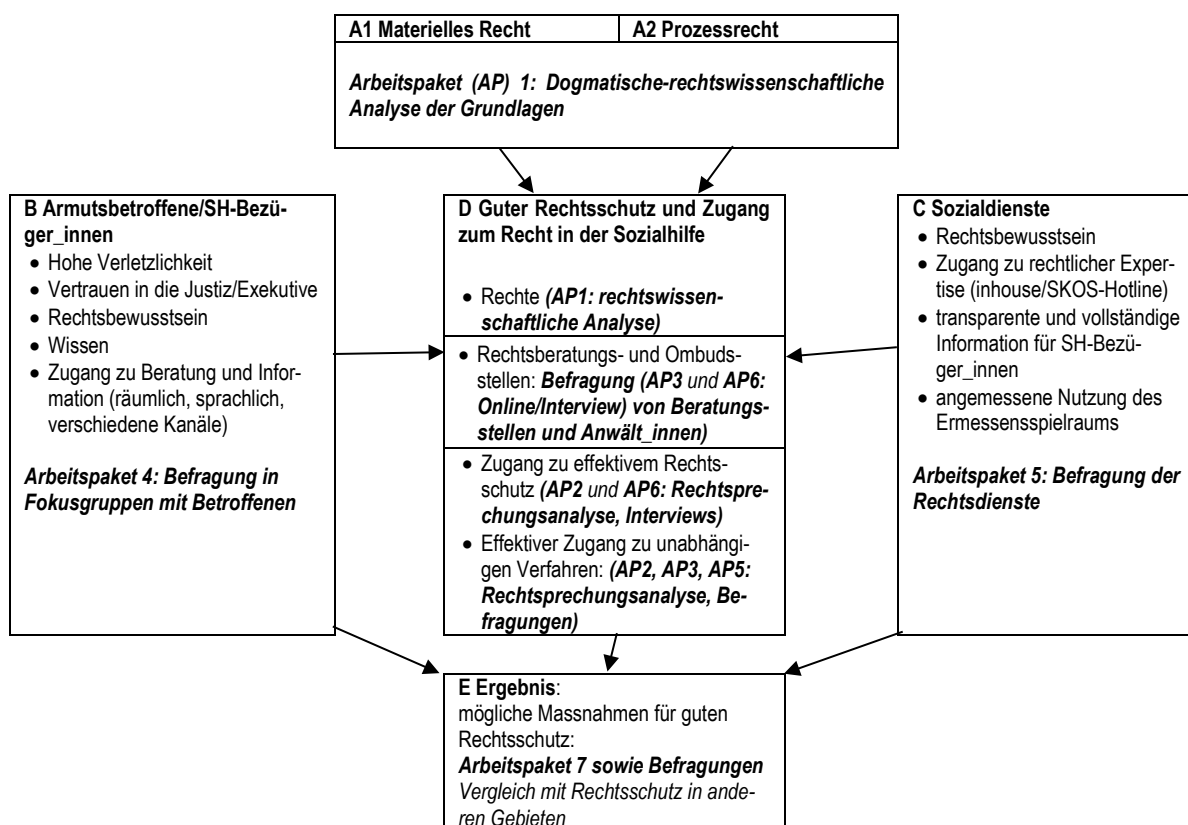 A1 Materielles Recht
A2 Prozessrecht
Arbeitspaket (AP) 1: Dogmatische-rechtswissenschaftliche
Analyse der Grundlagen
B Armutsbetroffene/SH-Bezü-
ger_innen
• Hohe Verletzlichkeit
• Vertrauen in die Justiz/Exekutive
• Rechtsbewusstsein
• Wissen
• Zugang zu Beratung und Infor-
mation (räumlich, sprachlich,
verschiedene Kanäle)
Arbeitspaket 4: Befragung in
Fokusgruppen mit Betroffenen
D Guter Rechtsschutz und Zugang
zum Recht in der Sozialhilfe
• Rechte (AP1: rechtswissen-
schaftliche Analyse)
• Rechtsberatungs- und Ombuds-
stellen: Befragung (AP3 und AP6:
Online/Interview) von Beratungs-
stellen und Anwält_innen)
• Zugang zu effektivem Rechts-
schutz (AP2 und AP6: Rechtspre-
chungsanalyse, Interviews)
• Effektiver Zugang zu unabhängi-
gen Verfahren: (AP2, AP3, AP5:
Rechtsprechungsanalyse, Be-
fragungen)
C Sozialdienste
• Rechtsbewusstsein
• Zugang zu rechtlicher Exper-
tise (inhouse/SKOS-Hotline)
• transparente und vollständige
Information für SH-Bezü-
ger_innen
• angemessene Nutzung des
Ermessensspielraums
Arbeitspaket 5: Befragung der
Rechtsdienste
E Ergebnis:
mögliche Massnahmen für guten
Rechtsschutz:
Arbeitspaket 7 sowie Befragungen
Vergleich mit Rechtsschutz in ande-
ren Gebieten